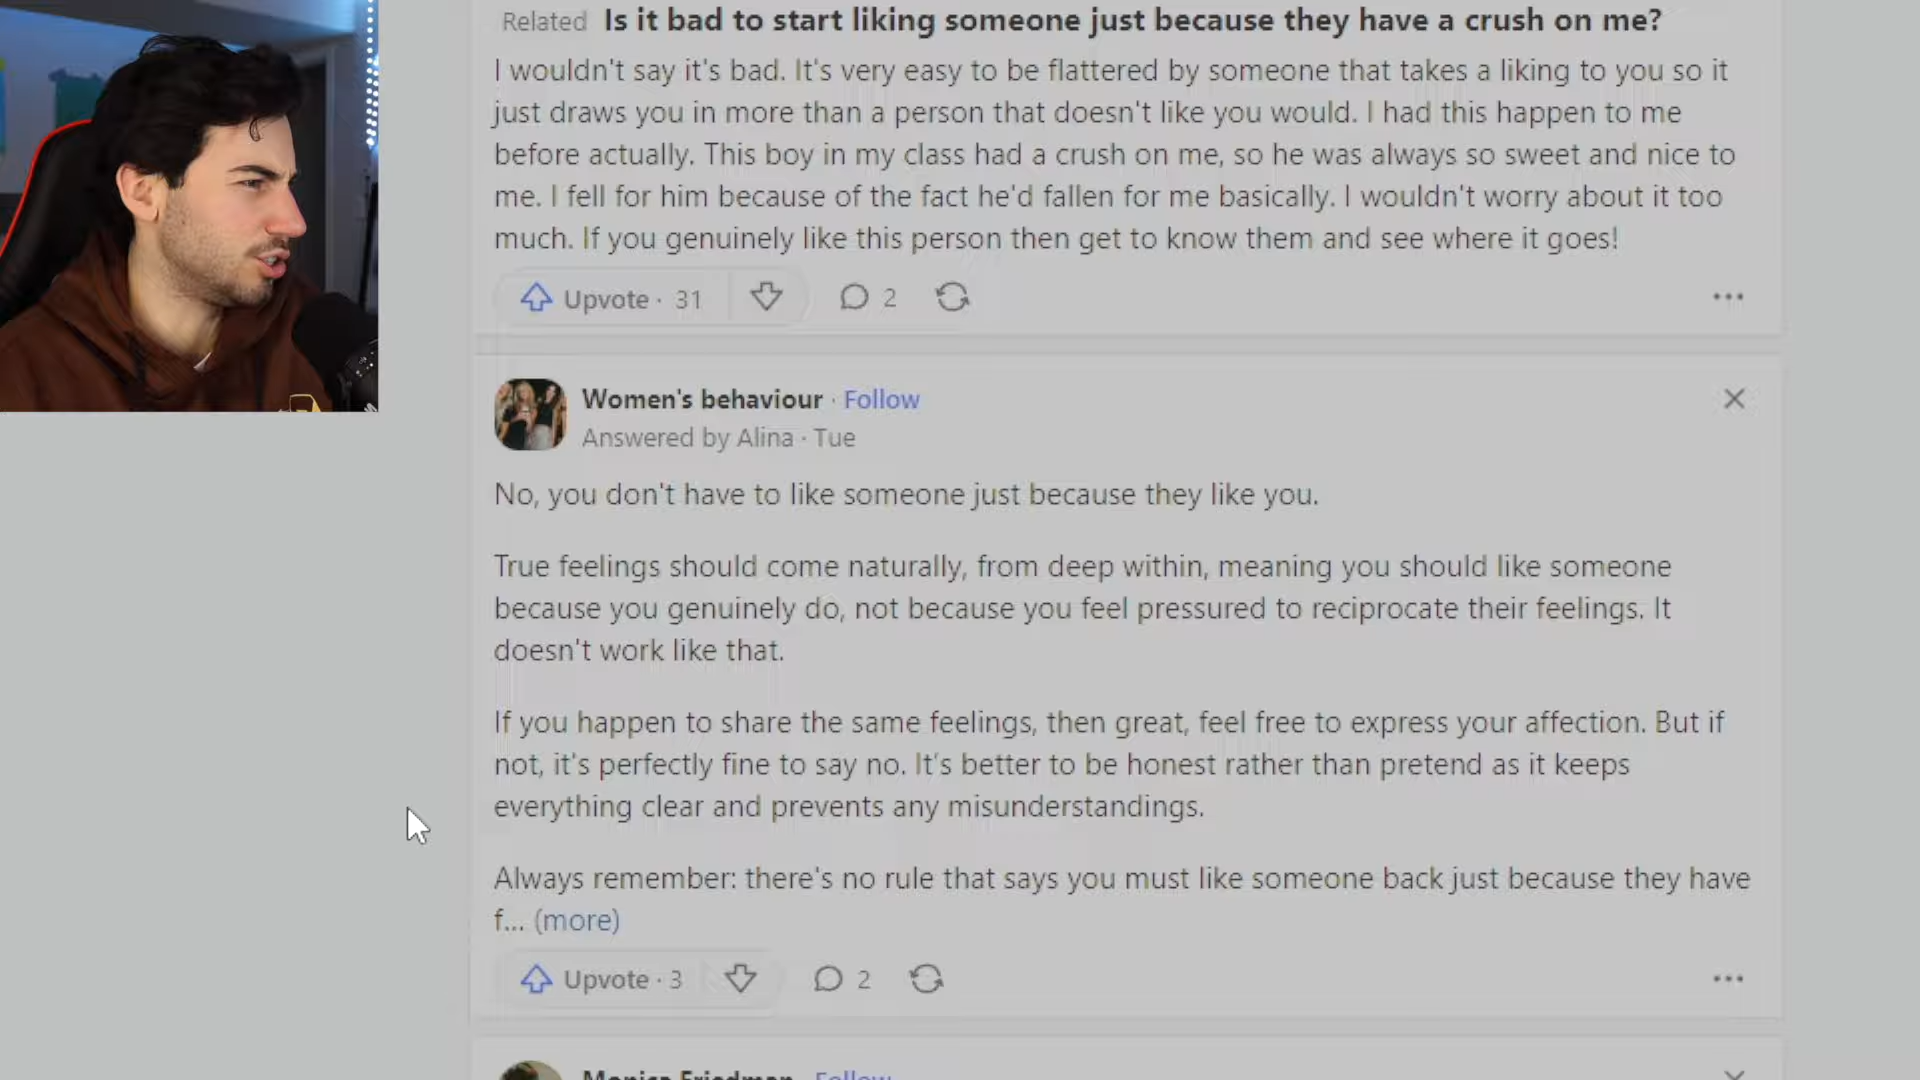 Related Is it bad to start liking someone just because they have a crush on me?
I wouldn't say it's bad. It's very easy to be flattered by someone that takes a liking to you so it
just draws you in more than a person that doesn't like you would. I had this happen to me
before actually. This boy in my class had a crush on me, so he was always so sweet and nice to
me. I fell for him because of the fact he'd fallen for me basically. I wouldn't worry about it too
much. If you genuinely like this person then get to know them and see where it goes!
Upvote · 31 2
Women's behaviour · Follow
Answered by Alina · Tue
No, you don't have to like someone just because they like you.
True feelings should come naturally, from deep within, meaning you should like someone
because you genuinely do, not because you feel pressured to reciprocate their feelings. It
doesn't work like that.
If you happen to share the same feelings, then great, feel free to express your affection. But if
not, it's perfectly fine to say no. It's better to be honest rather than pretend as it keeps
everything clear and prevents any misunderstandings.
Always remember: there's no rule that says you must like someone back just because they have
f... (more)
Upvote · 3 2
Monica Friedman Follow